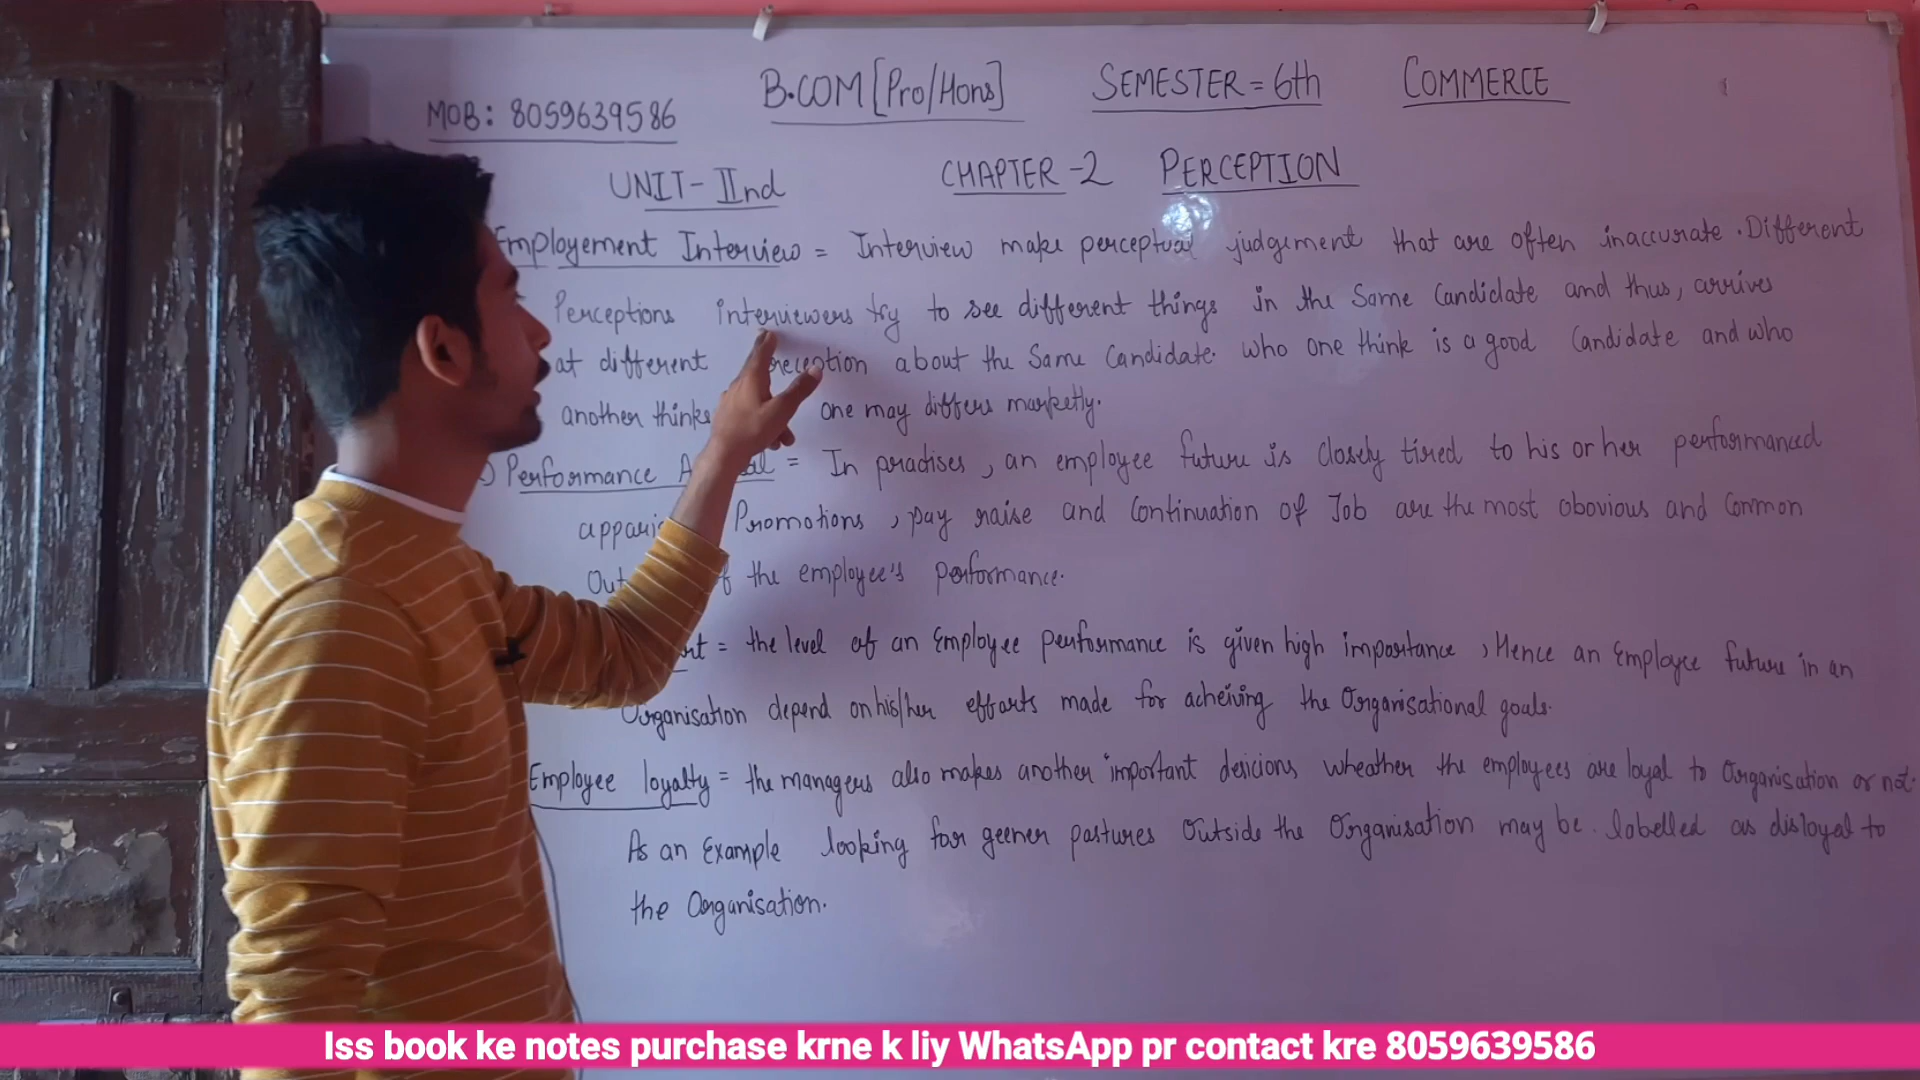 MOB: 8059639586 B.COM[Pro/Hons] SEMESTER=6th COMMERCE
UNIT-IInd CHAPTER-2 PERCEPTION
Employement Interview = Interview make perceptual judgement that are often inaccurate. Different
Perceptions interviewers try to see different things in the Same Candidate and thus, arrives
at different about the Same Candidate. Who one think is a good Candidate and who
another thinks one may differs marketly.
Performance = In practises, an employee future is closely tired to his or her performanced
Promotions, pay raise and Continuation of Job are the most obovious and Common
the employee's performance.
= the level of an Employee performance is given high importance, Hence an Employee future in an
Organisation depend on his/her efforts made for acheiving the Organisational goals.
Employee loyalty = the managers also makes another important desicions wheather the employees are loyal to Organisation or not.
As an Example looking for geener pastures Outside the Organisation may be labelled as disloyal to
the Organisation.
Iss book ke notes purchase krne k liy WhatsApp pr contact kre 8059639586